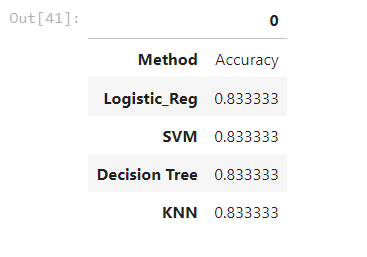 Out[41]:
0
Method Accuracy
Logistic_Reg 0.833333
SVM 0.833333
Decision Tree 0.833333
KNN 0.833333